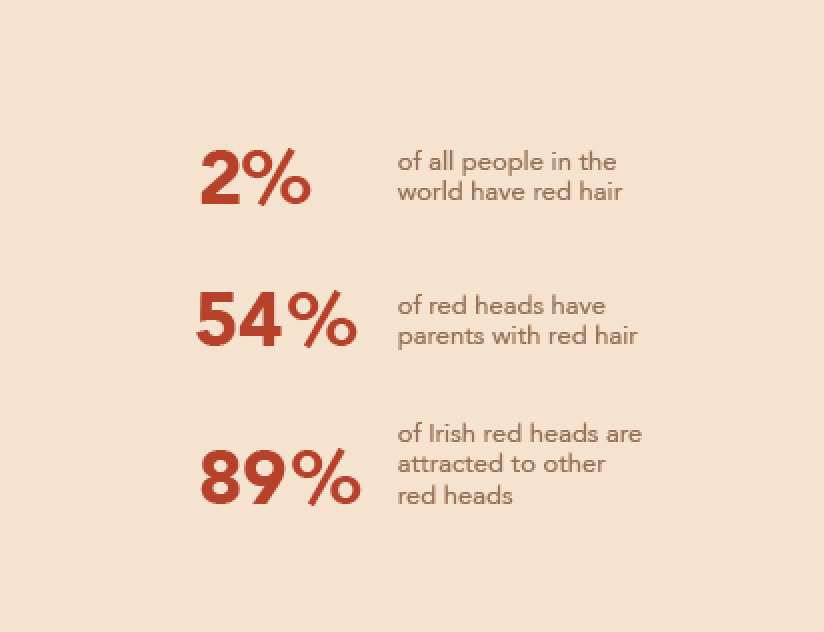 2%
of all people in the
world have red hair
54%
of red heads have
parents with red hair
89%
of Irish red heads are
attracted to other
red heads